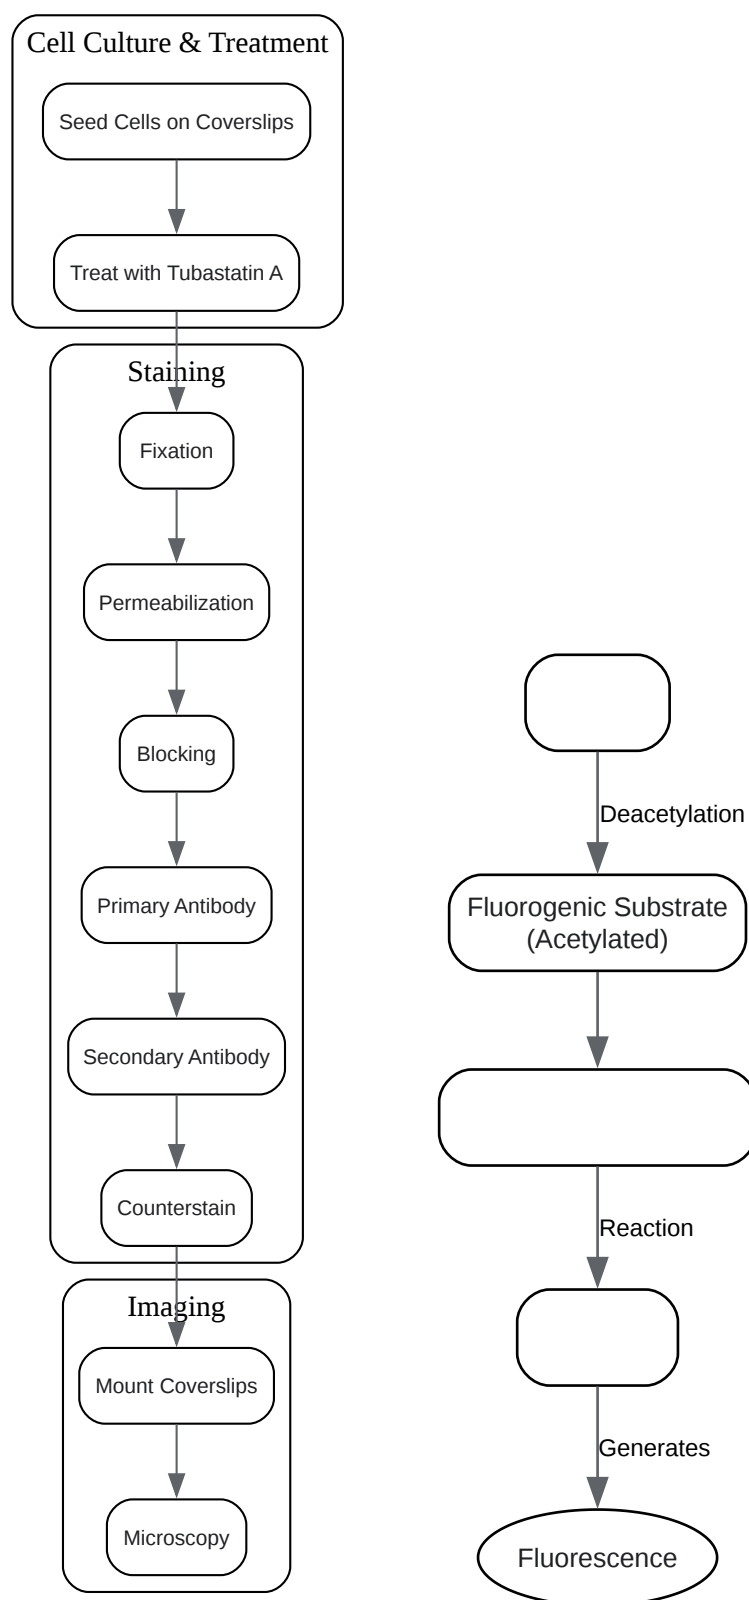 Cell Culture & Treatment
Seed Cells on Coverslips
Treat with Tubastatin A
Staining
Fixation
Permeabilization
Blocking
Primary Antibody
Secondary Antibody
Counterstain
Imaging
Mount Coverslips
Microscopy
Deacetylation
Fluorogenic Substrate
(Acetylated)
Reaction
Generates
Fluorescence